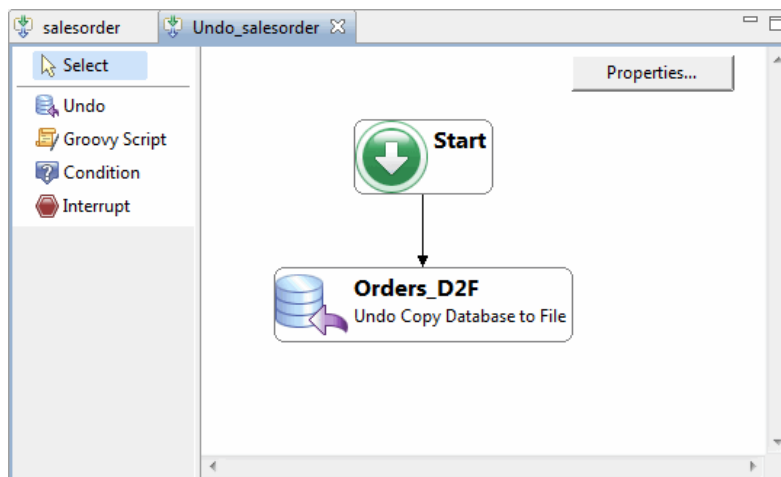 salesorder
Undo_salesorder
Select
Properties...
Undo
Groovy Script
Condition
Interrupt
Start
Orders_D2F
Undo Copy Database to File